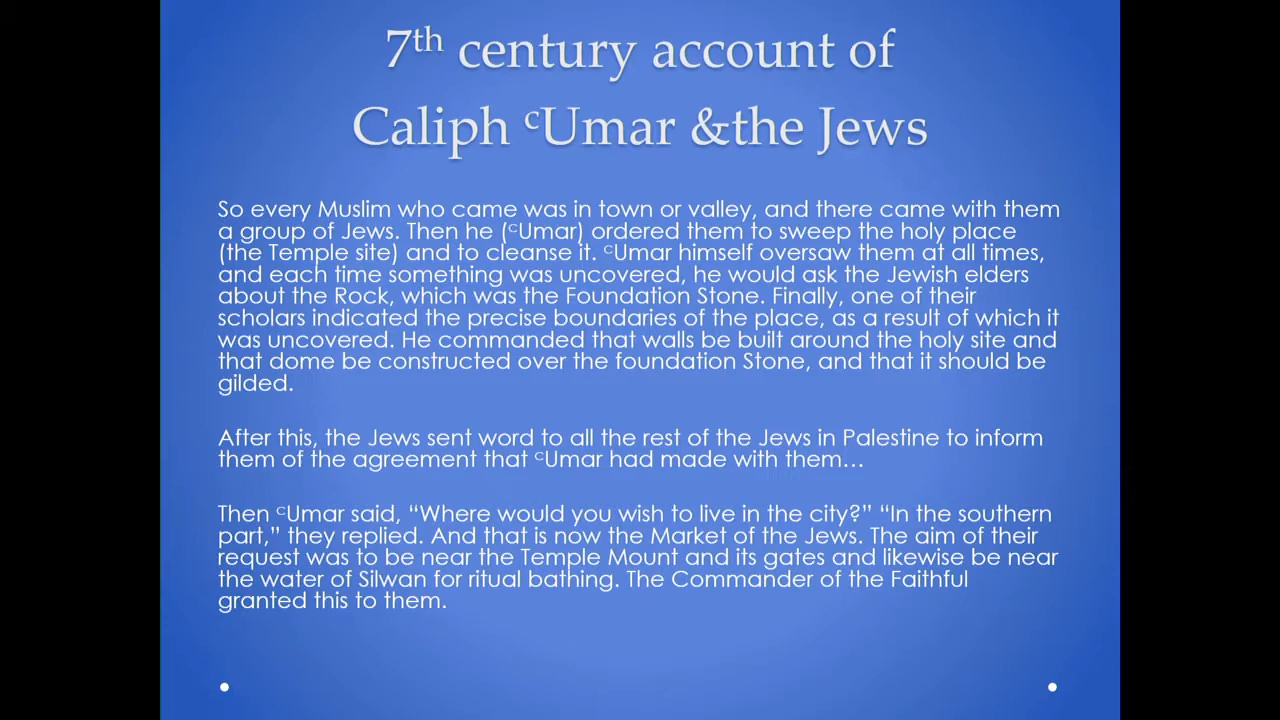 7th century account of
Caliph ᶜUmar &the Jews
So every Muslim who came was in town or valley, and there came with them
a group of Jews. Then he (ᶜUmar) ordered them to sweep the holy place
(the Temple site) and to cleanse it. ᶜUmar himself oversaw them at all times,
and each time something was uncovered, he would ask the Jewish elders
about the Rock, which was the Foundation Stone. Finally, one of their
scholars indicated the precise boundaries of the place, as a result of which it
was uncovered. He commanded that walls be built around the holy site and
that dome be constructed over the foundation Stone, and that it should be
gilded.
After this, the Jews sent word to all the rest of the Jews in Palestine to inform
them of the agreement that ᶜUmar had made with them…
Then ᶜUmar said, “Where would you wish to live in the city?” “In the southern
part,” they replied. And that is now the Market of the Jews. The aim of their
request was to be near the Temple Mount and its gates and likewise be near
the water of Silwan for ritual bathing. The Commander of the Faithful
granted this to them.